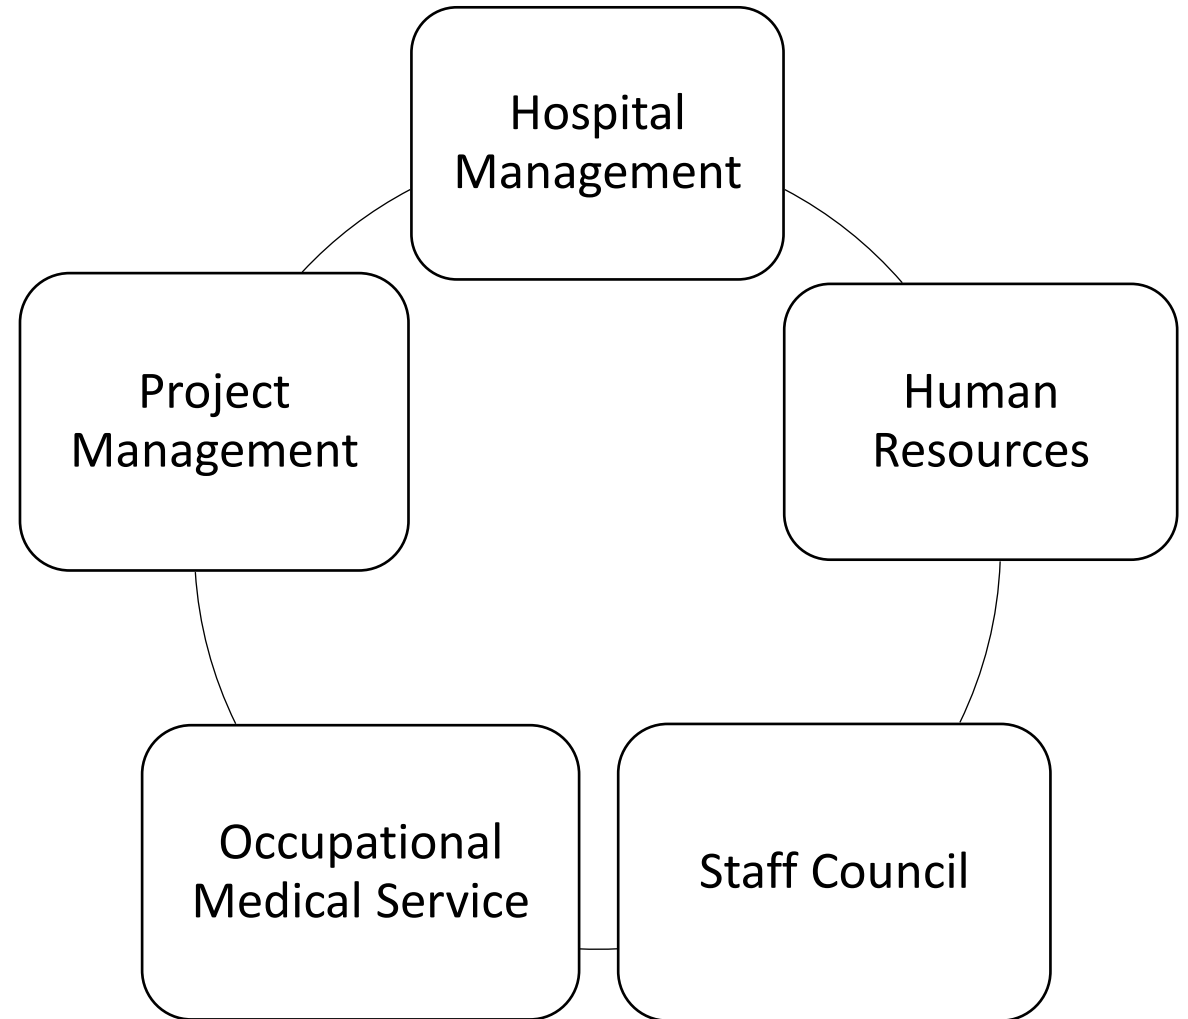 Hospital
Management
Project
Management
Human
Resources
Occupational
Medical Service
Staff Council